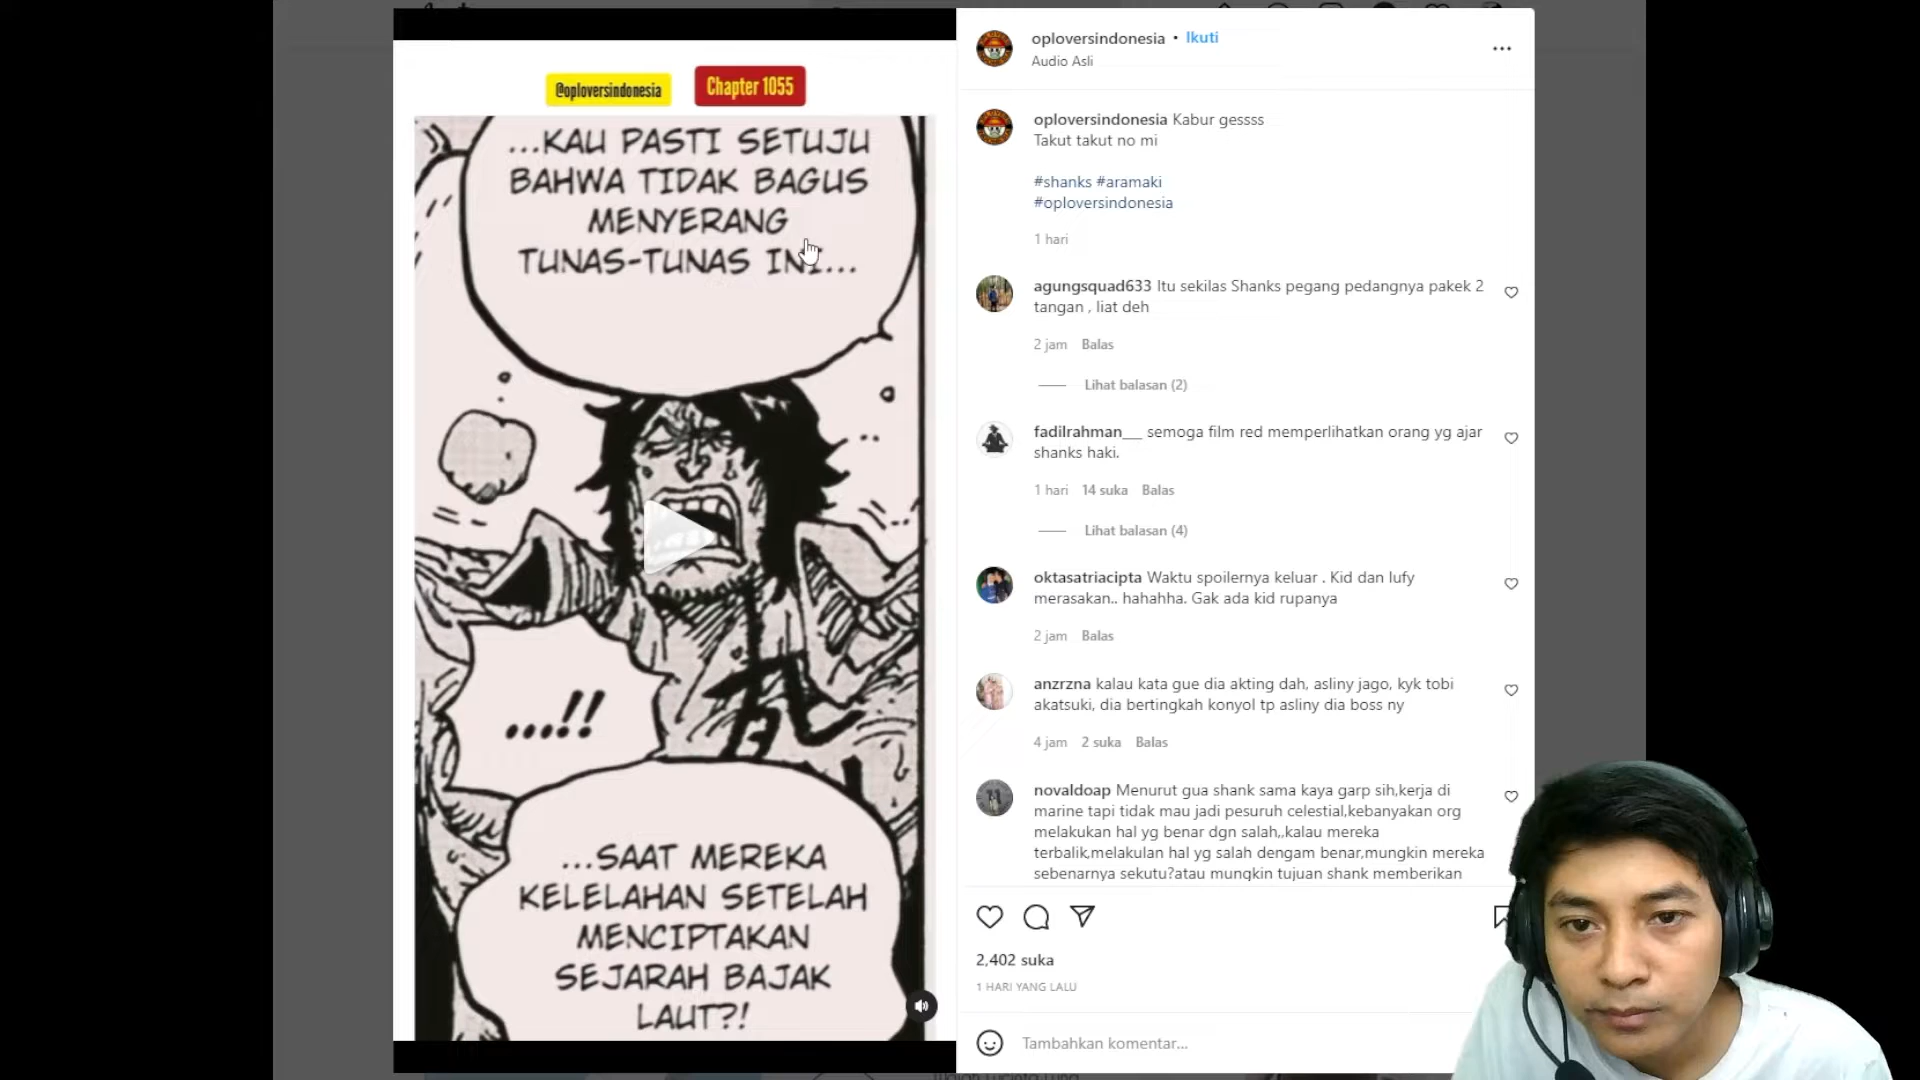 @oploversindonesia
Chapter 1055
...KAU PASTI SETUJU
BAHWA TIDAK BAGUS
MENYERANG
TUNAS-TUNAS INI...
...!!
...SAAT MEREKA
KELELAHAN SETELAH
MENCIPTAKAN
SEJARAH BAJAK
LAUT?!
oploversindonesia • Ikuti
Audio Asli
oploversindonesia Kabur gessss
Takut takut no mi
#shanks #aramaki
#oploversindonesia
1 hari
agungsquad633 Itu sekilas Shanks pegang pedangnya pakek 2
tangan , liat deh
2 jam Balas
Lihat balasan (2)
fadilrahman___ semoga film red memperlihatkan orang yg ajar
shanks haki.
1 hari 14 suka Balas
Lihat balasan (4)
oktasatriacipta Waktu spoilernya keluar . Kid dan lufy
merasakan.. hahahha. Gak ada kid rupanya
2 jam Balas
anzrzna kalau kata gue dia akting dah, asliny jago, kyk tobi
akatsuki, dia bertingkah konyol tp asliny dia boss ny
4 jam 2 suka Balas
novaldoap Menurut gua shank sama kaya garp sih,kerja di
marine tapi tidak mau jadi pesuruh celestial,kebanyakan org
melakukan hal yg benar dgn salah,,kalau mereka
terbalik,melakulan hal yg salah dengam benar,mungkin mereka
sebenarnya sekutu?atau mungkin tujuan shank memberikan
2,402 suka
1 HARI YANG LALU
Tambahkan komentar...